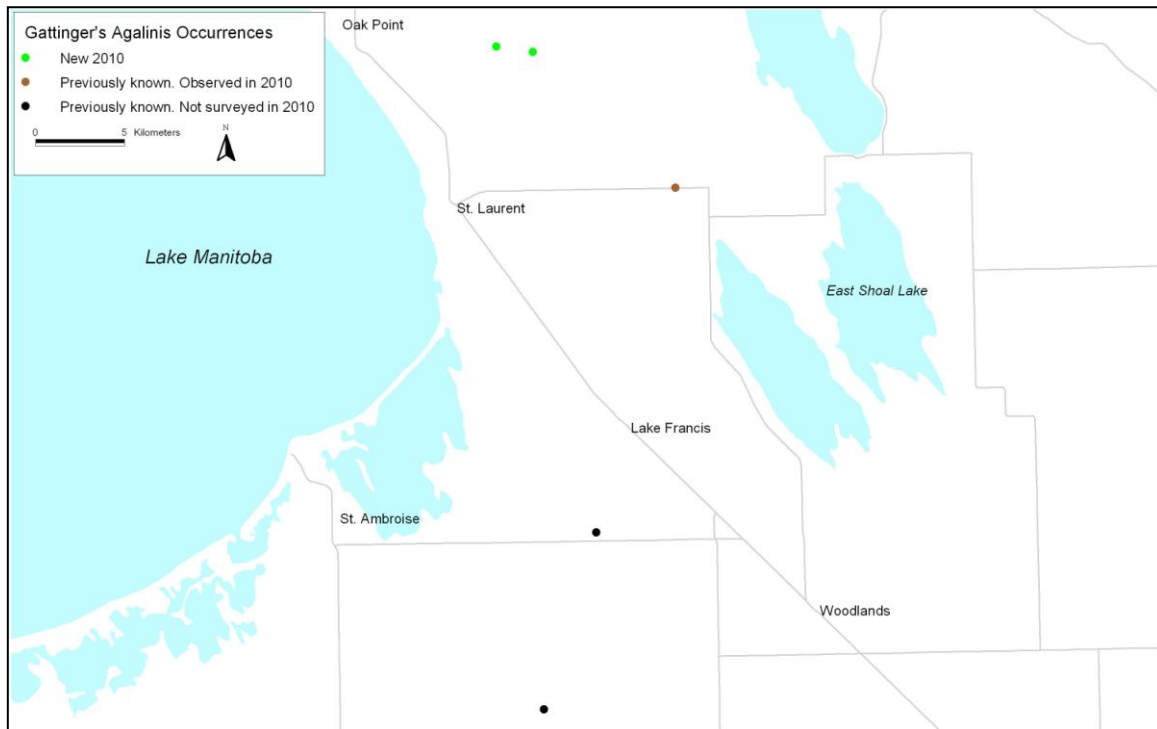 Gattinger's Agalinis Occurrences
New 2010
Previously known. Observed in 2010
Previously known. Not surveyed in 2010
0 5 Kilometers
N
Oak Point
St. Laurent
Lake Manitoba
East Shoal Lake
Lake Francis
St. Ambroise
Woodlands